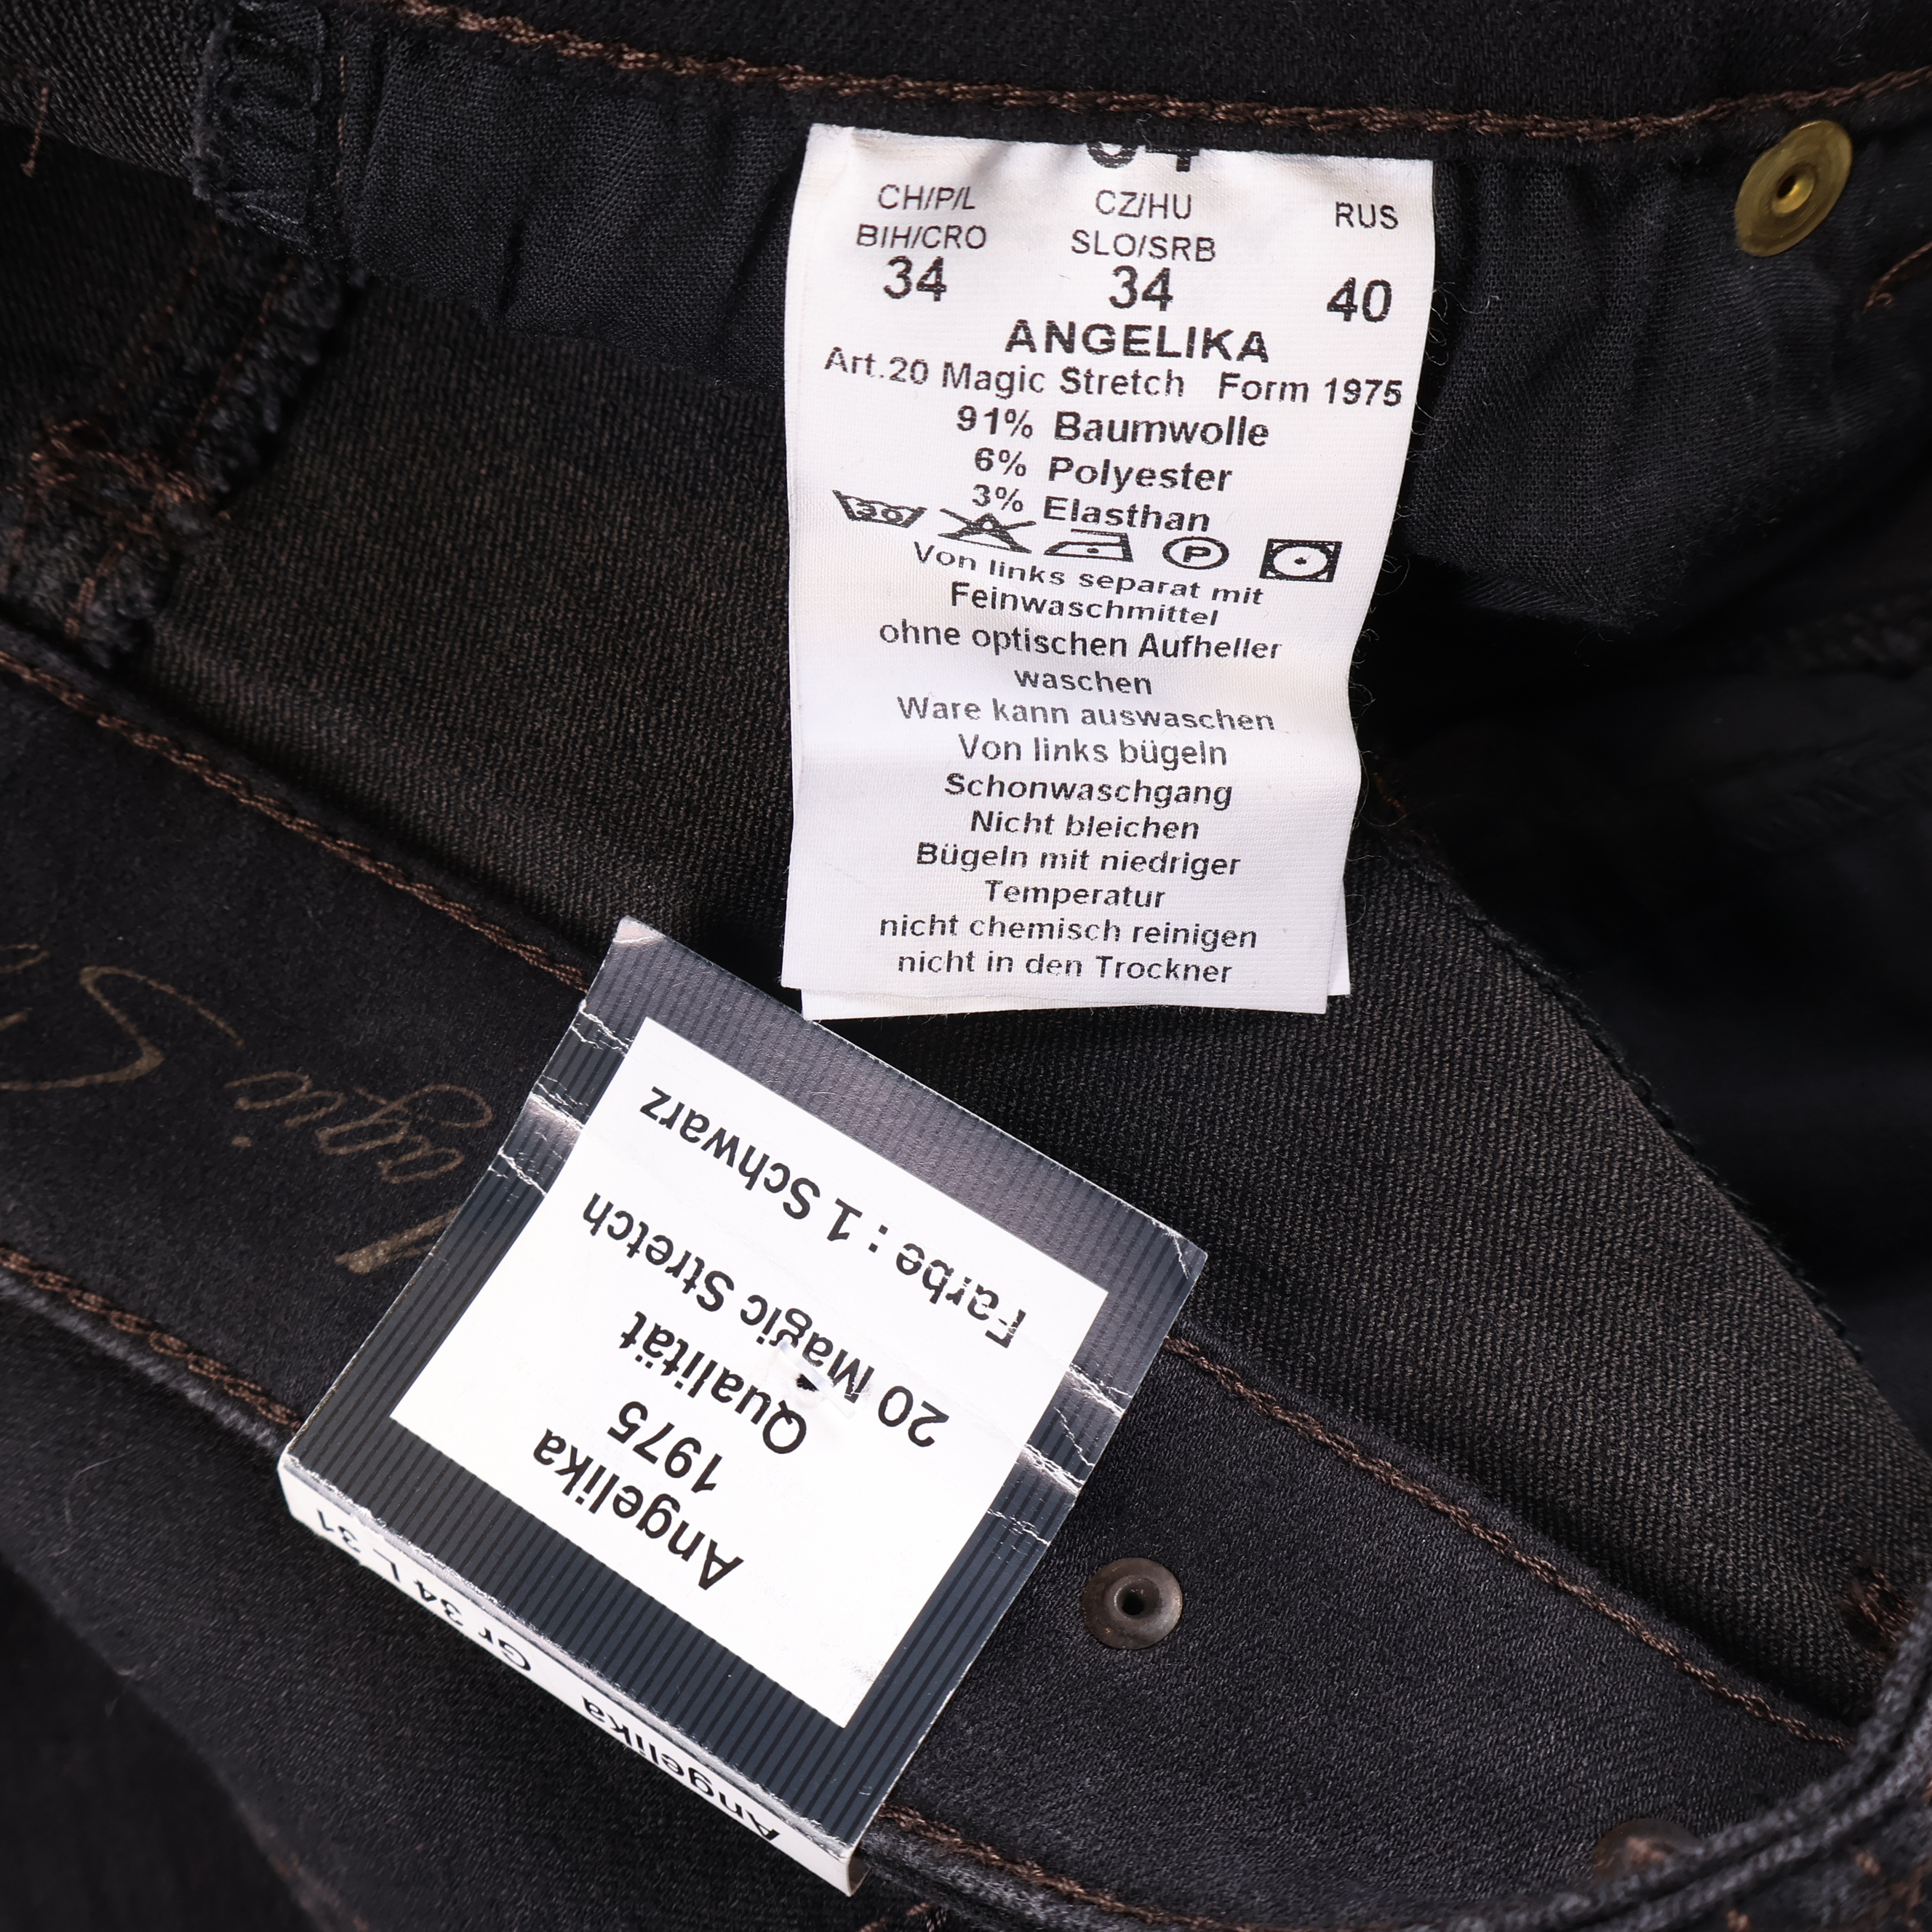 CH/P/L CZ/HU RUS
BIH/CRO SLO/SRB
34 34 40
ANGELIKA
Art.20 Magic Stretch Form 1975
91% Baumwolle
6% Polyester
3% Elasthan
30 P
Von links separat mit
Feinwaschmittel
ohne optischen Aufheller
waschen
Ware kann auswaschen
Von links bügeln
Schonwaschgang
Nicht bleichen
Bügeln mit niedriger
Temperatur
nicht chemisch reinigen
nicht in den Trockner
Angelika
1975
Qualität
20 Magic Stretch
Farbe : 1 Schwarz
Angelika Gr 34 L 31
Magic